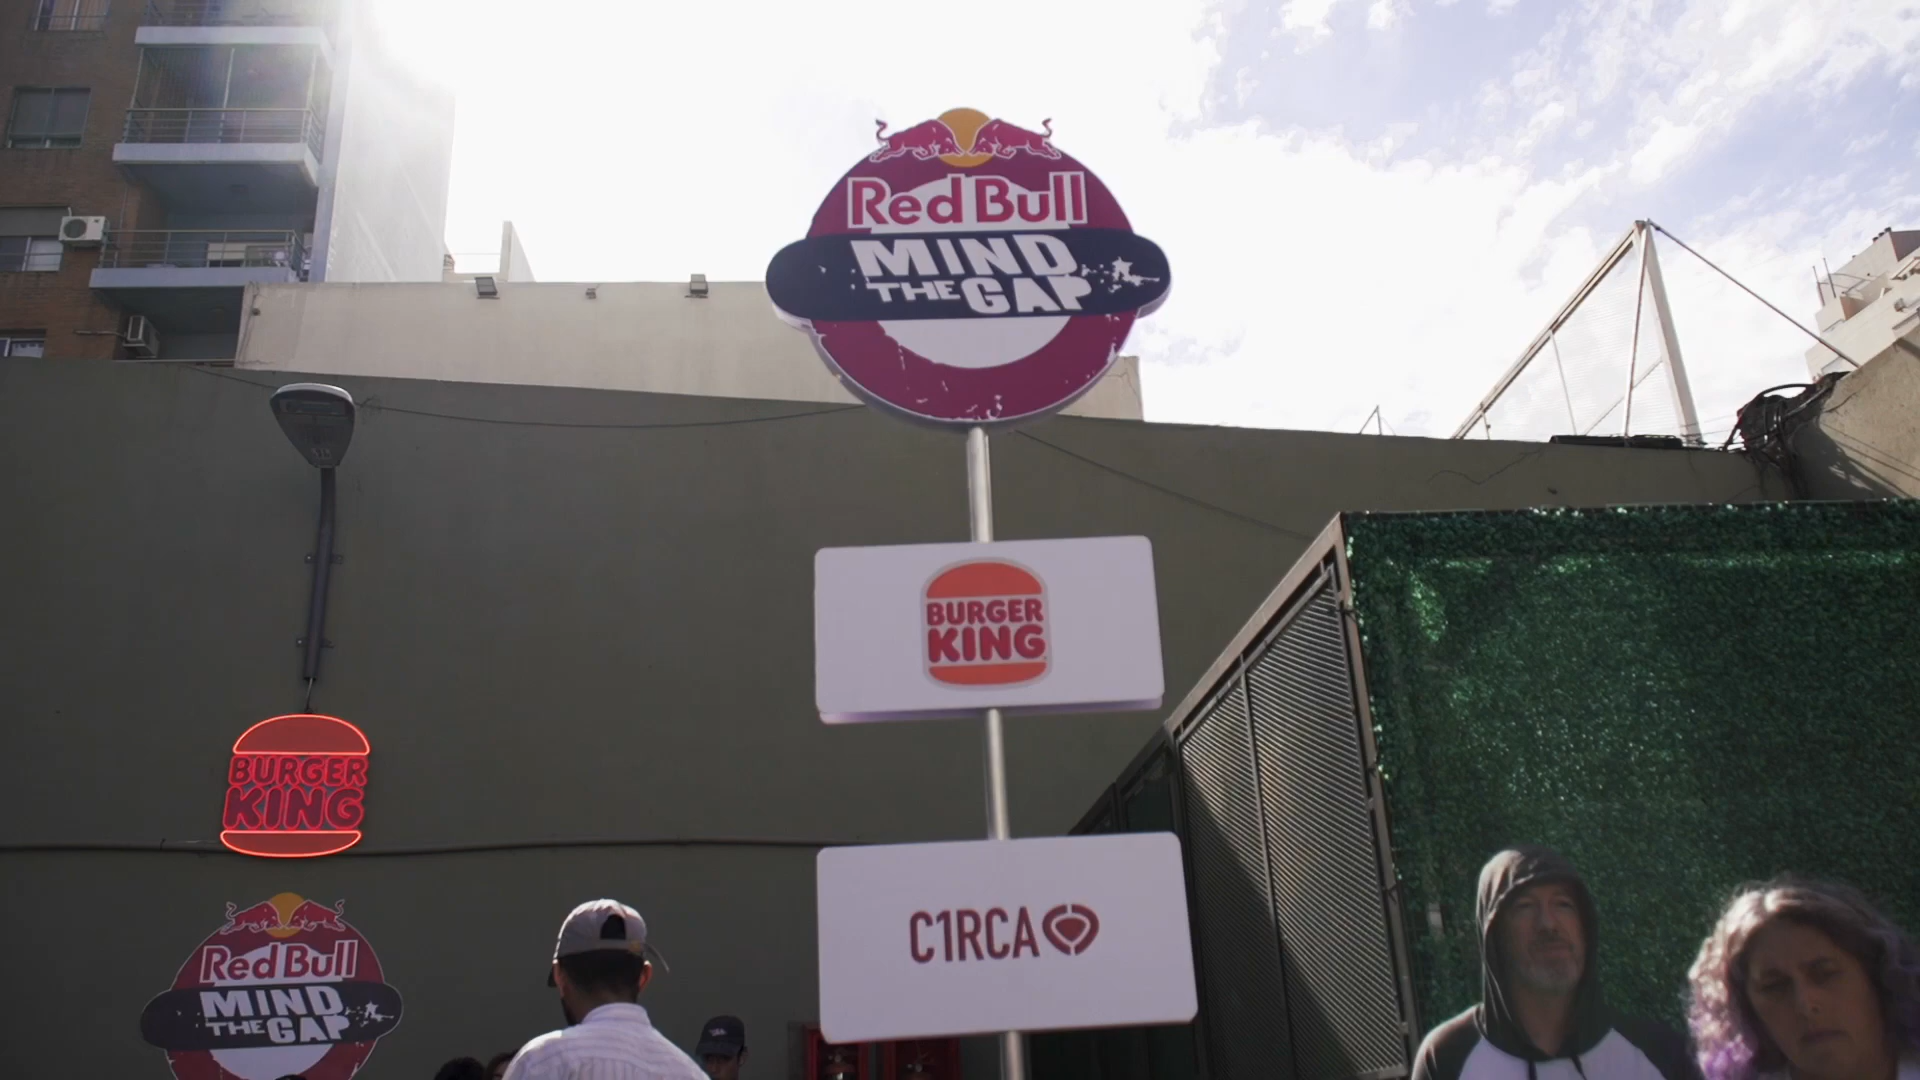 Red Bull
MIND
THE GAP
BURGER
KING
C1RCA
BURGER
KING
Red Bull
MIND
THE GAP